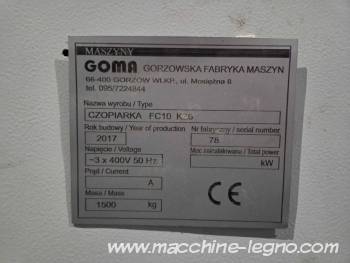 MASZYNY
GOMA GORZOWSKA FABRYKA MASZYN
66-400 GORZÓW WLKP., ul. Mosiężna 8
tel. 095/7224844
Nazwa wyrobu / Type
CZOPIARKA FC10
Rok budowy / Year of production Nr fabryczny / serial number
2017 78
Napięcie / Voltage Moc zainstalowana / Total power
~3 x 400V 50 Hz kW
Prąd / Current
A
Masa / Mass
1500 kg
CE
www.macchine-legno.com